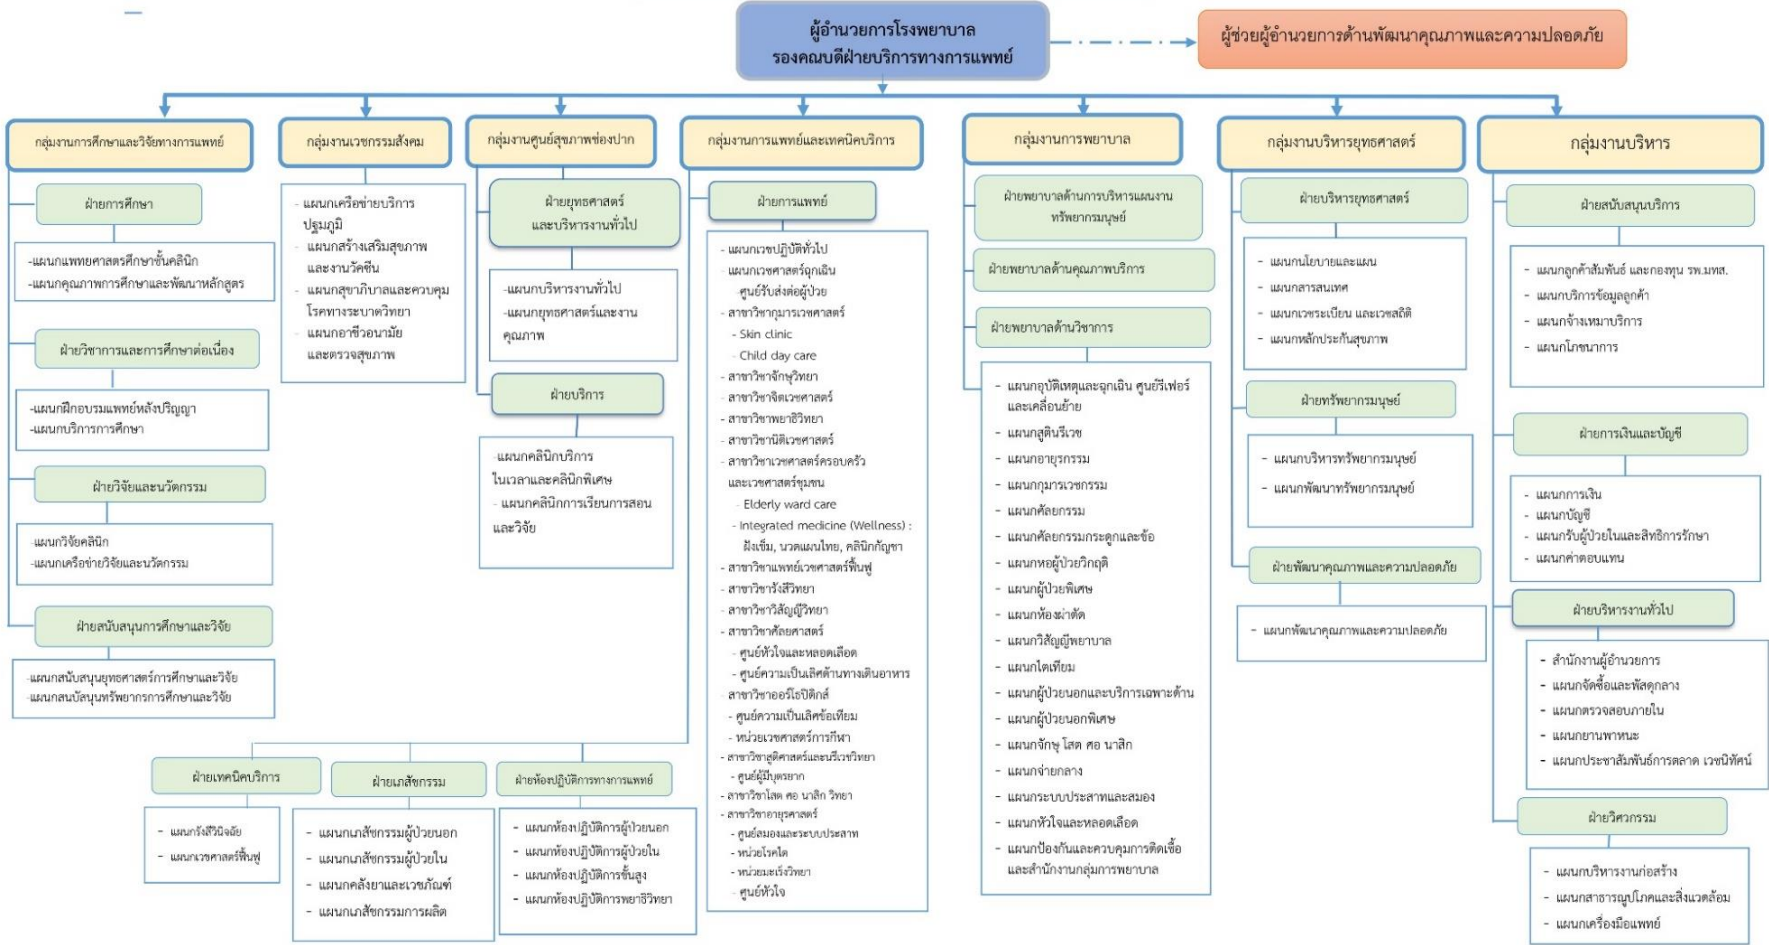 ผู้อำนวยการโรงพยาบาล
รองคณบดีฝ่ายบริการทางการแพทย์
ผู้ช่วยผู้อำนวยการด้านพัฒนาคุณภาพและความปลอดภัย
กลุ่มงานการศึกษาและวิจัยทางการแพทย์
ฝ่ายการศึกษา
-แผนกแพทยศาสตรศึกษาชั้นคลินิก
-แผนกคุณภาพการศึกษาและพัฒนาหลักสูตร
ฝ่ายวิชาการและการศึกษาต่อเนื่อง
-แผนกฝึกอบรมแพทย์หลังปริญญา
-แผนกบริการการศึกษา
ฝ่ายวิจัยและนวัตกรรม
-แผนกวิจัยคลินิก
-แผนกเครือข่ายวิจัยและนวัตกรรม
ฝ่ายสนับสนุนการศึกษาและวิจัย
-แผนกสนับสนุนยุทธศาสตร์การศึกษาและวิจัย
-แผนกสนบัสนุนทรัพยากรการศึกษาและวิจัย
กลุ่มงานเวชกรรมสังคม
- แผนกเครือข่ายบริการ
ปฐมภูมิ
- แผนกสร้างเสริมสุขภาพ
และงานวัคซีน
- แผนกสุขาภิบาลและควบคุม
โรคทางระบาดวิทยา
- แผนกอาชีวอนามัย
และตรวจสุขภาพ
กลุ่มงานศูนย์สุขภาพช่องปาก
ฝ่ายยุทธศาสตร์
และบริหารงานทั่วไป
-แผนกบริหารงานทั่วไป
-แผนกยุทธศาสตร์และงาน
คุณภาพ
ฝ่ายบริการ
-แผนกคลินิกบริการ
ในเวลาและคลินิกพิเศษ
- แผนกคลินิกการเรียนการสอน
และวิจัย
กลุ่มงานการแพทย์และเทคนิคบริการ
ฝ่ายการแพทย์
- แผนกเวชปฏิบัติทั่วไป
- แผนกเวชศาสตร์ฉุกเฉิน
-ศูนย์รับส่งต่อผู้ป่วย
- สาขาวิชากุมารเวชศาสตร์
- Skin clinic
- Child day care
- สาขาวิชาจักษุวิทยา
- สาขาวิชาจิตเวชศาสตร์
- สาขาวิชาพยาธิวิทยา
- สาขาวิชานิติเวชศาสตร์
- สาขาวิชาเวชศาสตร์ครอบครัว
และเวชศาสตร์ชุมชน
- Elderly ward care
- Integrated medicine (Wellness) :
ฝังเข็ม, นวดแผนไทย, คลินิกกัญชา
- สาขาวิชาแพทย์เวชศาสตร์ฟื้นฟู
- สาขาวิชารังสีวิทยา
- สาขาวิชาวิสัญญีวิทยา
- สาขาวิชาศัลยศาสตร์
- ศูนย์หัวใจและหลอดเลือด
- ศูนย์ความเป็นเลิศด้านทางเดินอาหาร
- สาขาวิชาออร์โธปิดิกส์
- ศูนย์ความเป็นเลิศข้อเทียม
- หน่วยเวชศาสตร์การกีฬา
- สาขาวิชาสูติศาสตร์และนรีเวชวิทยา
- ศูนย์ผู้มีบุตรยาก
- สาขาวิชาโสต ศอ นาสิก วิทยา
- สาขาวิชาอายุรศาสตร์
- ศูนย์สมองและระบบประสาท
- หน่วยโรคไต
- หน่วยมะเร็งวิทยา
- ศูนย์หัวใจ
ฝ่ายเทคนิคบริการ
- แผนกรังสีวินิจฉัย
- แผนกเวชศาสตร์ฟื้นฟู
ฝ่ายเภสัชกรรม
- แผนกเภสัชกรรมผู้ป่วยนอก
- แผนกเภสัชกรรมผู้ป่วยใน
- แผนกคลังยาและเวชภัณฑ์
- แผนกเภสัชกรรมการผลิต
ฝ่ายห้องปฏิบัติการทางการแพทย์
- แผนกห้องปฏิบัติการผู้ป่วยนอก
- แผนกห้องปฏิบัติการผู้ป่วยใน
- แผนกห้องปฏิบัติการขั้นสูง
- แผนกห้องปฏิบัติการพยาธิวิทยา
กลุ่มงานการพยาบาล
ฝ่ายพยาบาลด้านการบริหารแผนงาน
ทรัพยากรมนุษย์
ฝ่ายพยาบาลด้านคุณภาพบริการ
ฝ่ายพยาบาลด้านวิชาการ
- แผนกอุบัติเหตุและฉุกเฉิน ศูนย์รีเฟอร์
และเคลื่อนย้าย
- แผนกสูตินรีเวช
- แผนกอายุรกรรม
- แผนกกุมารเวชกรรม
- แผนกศัลยกรรม
- แผนกศัลยกรรมกระดูกและข้อ
- แผนกหอผู้ป่วยวิกฤติ
- แผนกผู้ป่วยพิเศษ
- แผนกห้องผ่าตัด
- แผนกวิสัญญีพยาบาล
- แผนกไตเทียม
- แผนกผู้ป่วยนอกและบริการเฉพาะด้าน
- แผนกผู้ป่วยนอกพิเศษ
- แผนกจักษุ โสต ศอ นาสิก
- แผนกจ่ายกลาง
- แผนกระบบประสาทและสมอง
- แผนกหัวใจและหลอดเลือด
- แผนกป้องกันและควบคุมการติดเชื้อ
และสำนักงานกลุ่มการพยาบาล
กลุ่มงานบริหารยุทธศาสตร์
ฝ่ายบริหารยุทธศาสตร์
- แผนกนโยบายและแผน
- แผนกสารสนเทศ
- แผนกเวชระเบียน และเวชสถิติ
- แผนกหลักประกันสุขภาพ
ฝ่ายทรัพยากรมนุษย์
- แผนกบริหารทรัพยากรมนุษย์
- แผนกพัฒนาทรัพยากรมนุษย์
ฝ่ายพัฒนาคุณภาพและความปลอดภัย
- แผนกพัฒนาคุณภาพและความปลอดภัย
กลุ่มงานบริหาร
ฝ่ายสนับสนุนบริการ
- แผนกลูกค้าสัมพันธ์ และกองทุน รพ.มทส.
- แผนกบริการข้อมูลลูกค้า
- แผนกจ้างเหมาบริการ
- แผนกโภชนาการ
ฝ่ายการเงินและบัญชี
- แผนกการเงิน
- แผนกบัญชี
- แผนกรับผู้ป่วยในและสิทธิการรักษา
- แผนกค่าตอบแทน
ฝ่ายบริหารงานทั่วไป
- สำนักงานผู้อำนวยการ
- แผนกจัดซื้อและพัสดุกลาง
- แผนกตรวจสอบภายใน
- แผนกยานพาหนะ
- แผนกประชาสัมพันธ์การตลาด เวชนิทัศน์
ฝ่ายวิศวกรรม
- แผนกบริหารงานก่อสร้าง
- แผนกสาธารณูปโภคและสิ่งแวดล้อม
- แผนกเครื่องมือแพทย์